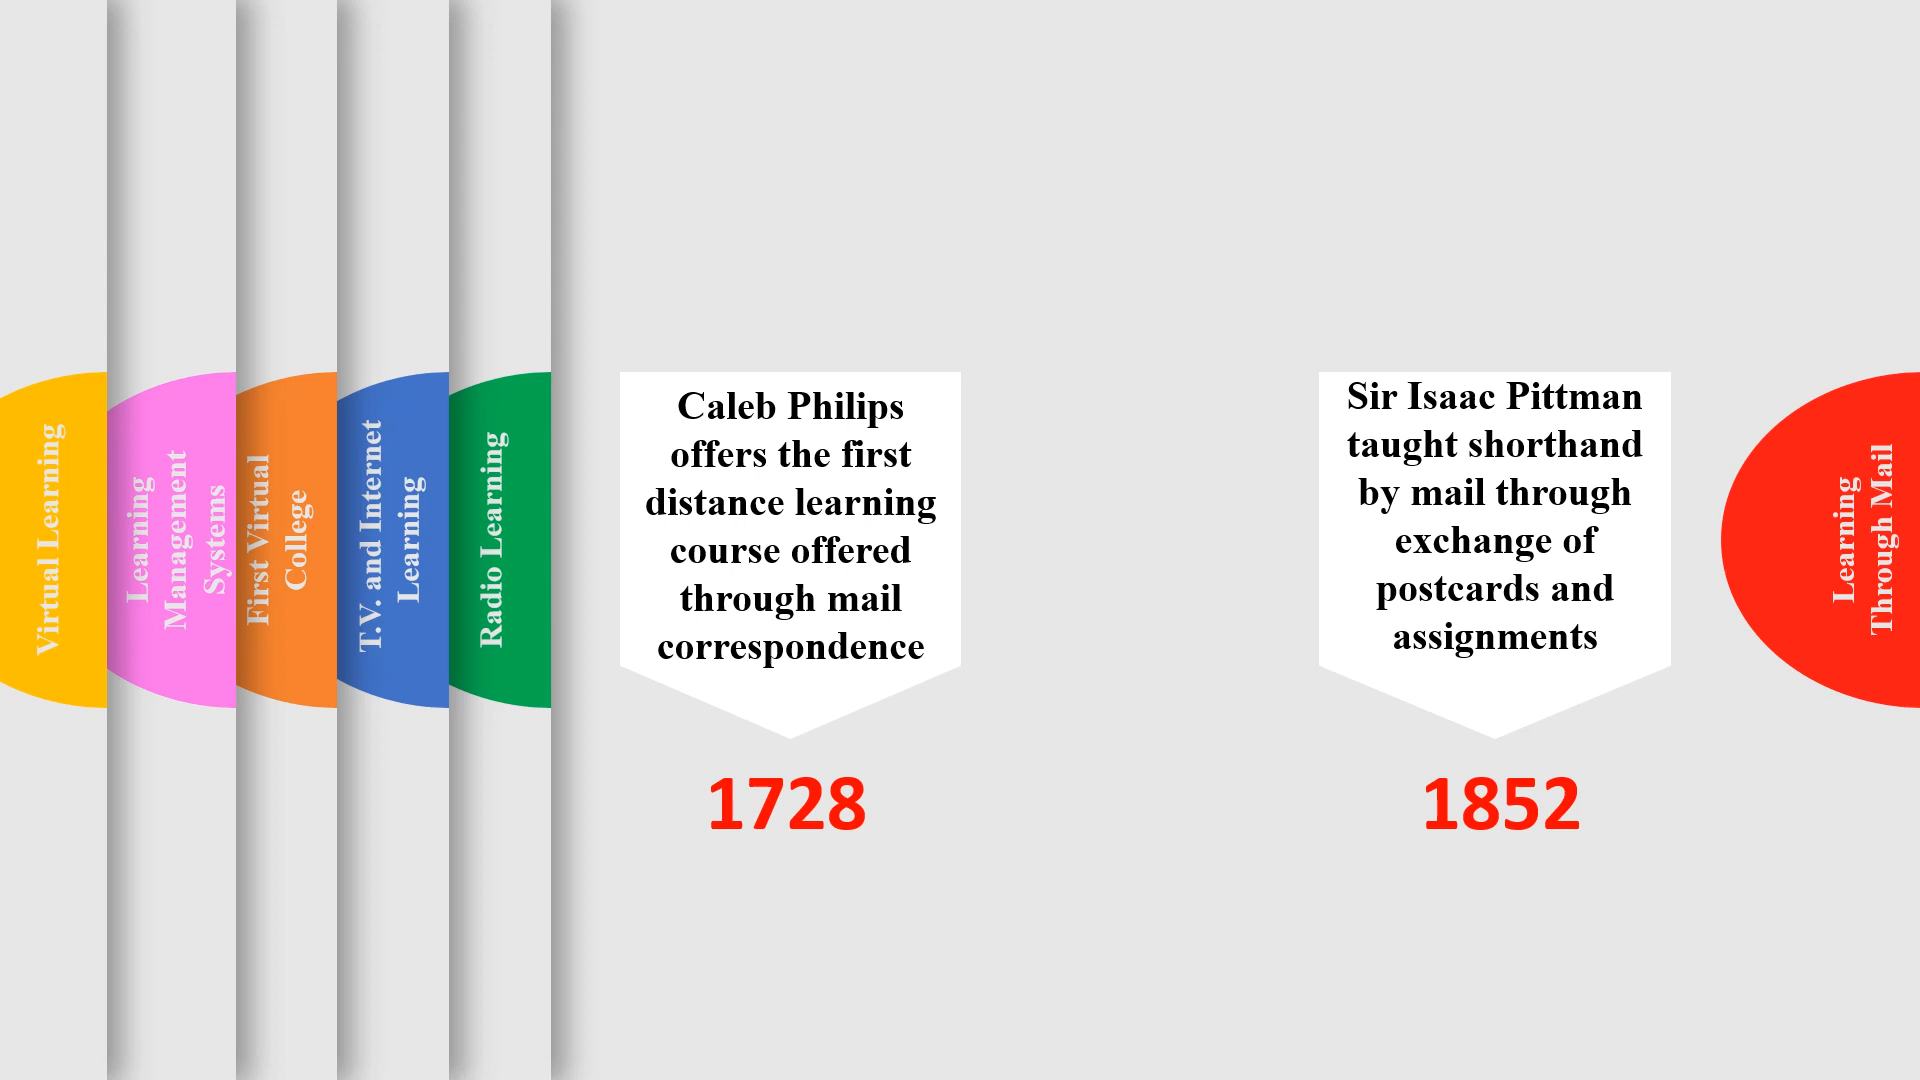 Virtual Learning
Learning
Management
Systems
First Virtual
College
T.V. and Internet
Learning
Radio Learning
Caleb Philips
offers the first
distance learning
course offered
through mail
correspondence
1728
Sir Isaac Pittman
taught shorthand
by mail through
exchange of
postcards and
assignments
1852
Learning
Through Mail